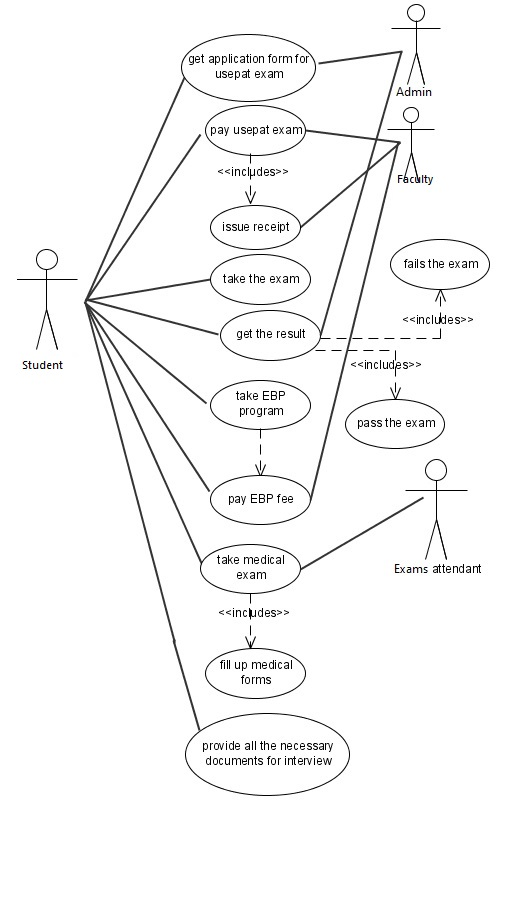 Admin
get application form for
usepat exam
pay usepat exam
<<includes>>
Faculty
issue receipt
fails the exam
take the exam
Student
get the result
<<includes>>
<<includes>>
take EBP
program
pass the exam
pay EBP fee
take medical
exam
Exams attendant
<<includes>>
fill up medical
forms
provide all the necessary
documents for interview